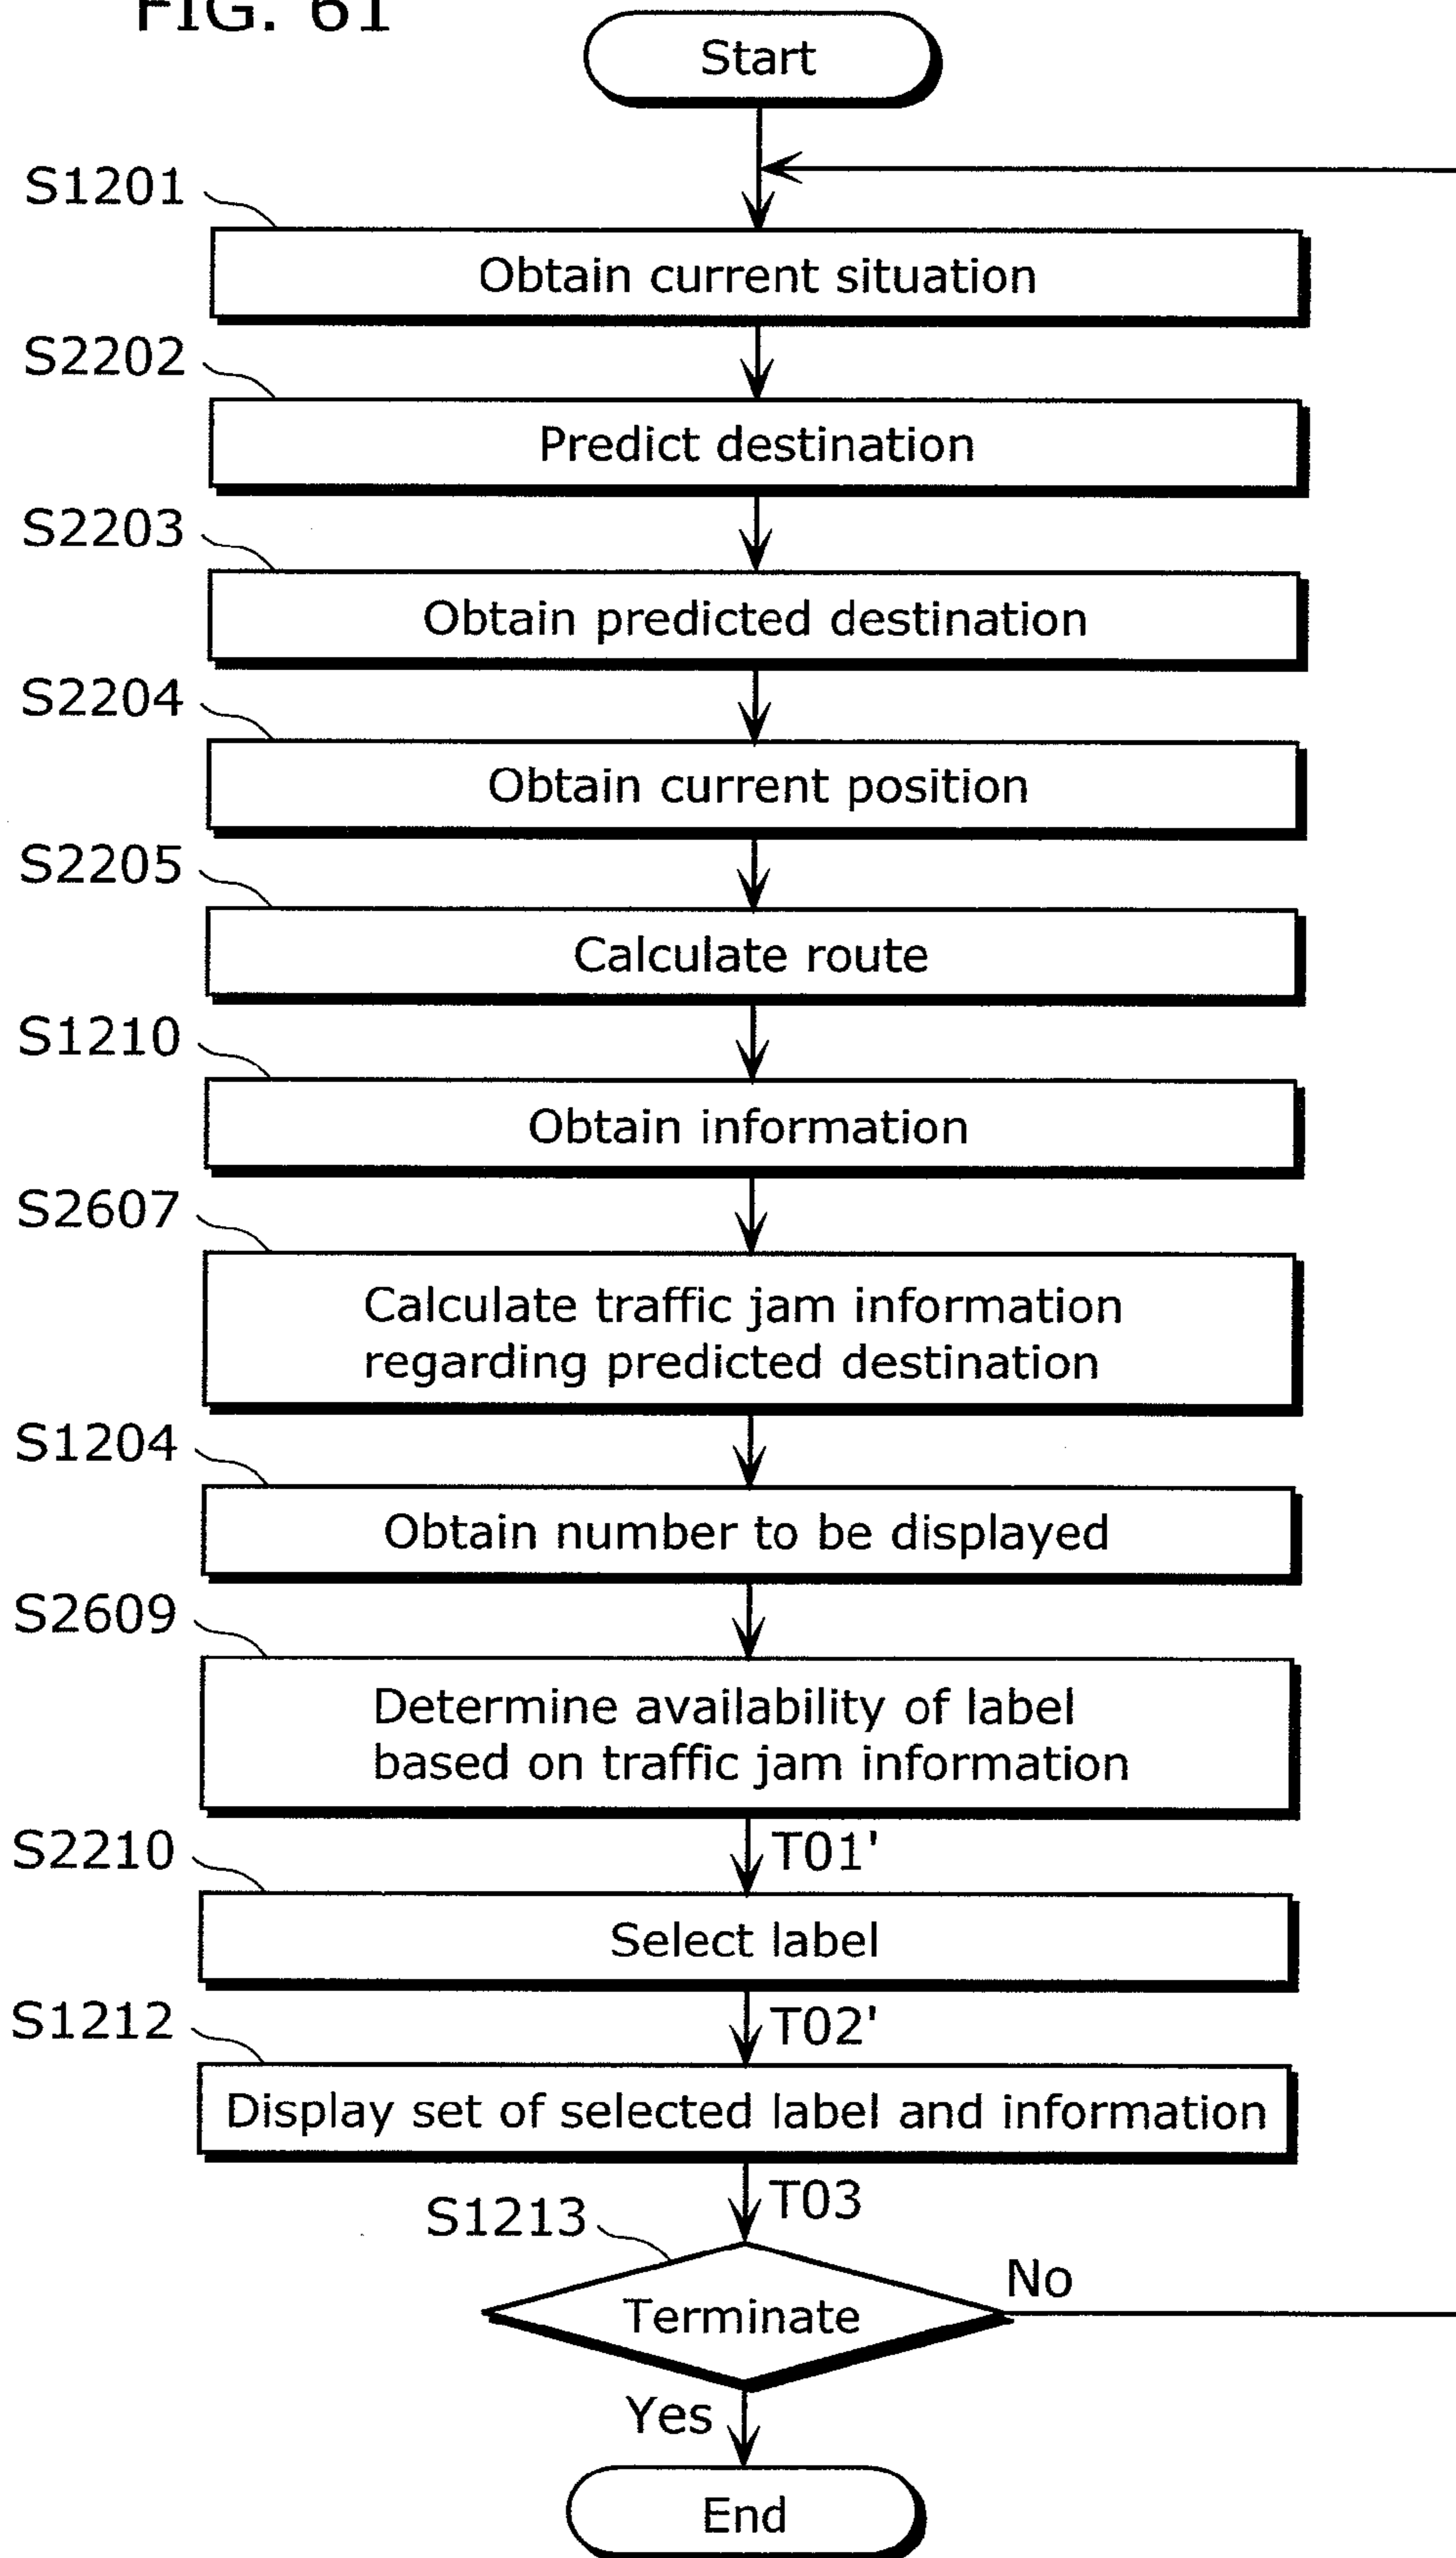 FIG. 61
Start
S1201
Obtain current situation
S2202
Predict destination
S2203
Obtain predicted destination
S2204
Obtain current position
S2205
Calculate route
S1210
Obtain information
S2607
Calculate traffic jam information
regarding predicted destination
S1204
Obtain number to be displayed
S2609
Determine availability of label
based on traffic jam information
T01'
S2210
Select label
T02'
S1212
Display set of selected label and information
T03
S1213
Terminate
No
Yes
End